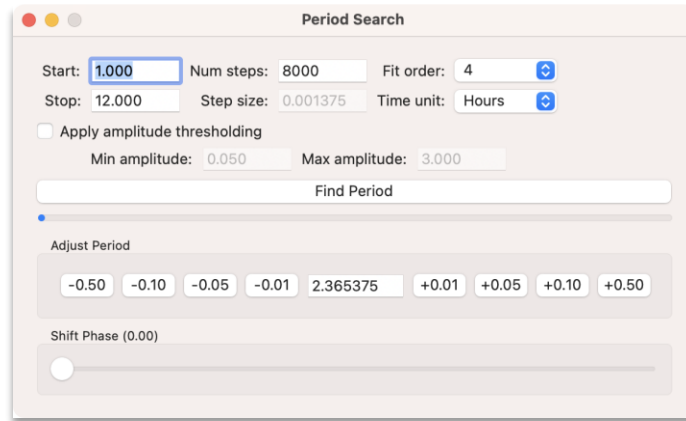 Period Search
Start: 1.000 Num steps: 8000 Fit order: 4
Stop: 12.000 Step size: 0.001375 Time unit: Hours
Apply amplitude thresholding
Min amplitude: 0.050 Max amplitude: 3.000
Find Period
Adjust Period
-0.50 -0.10 -0.05 -0.01 2.365375 +0.01 +0.05 +0.10 +0.50
Shift Phase (0.00)